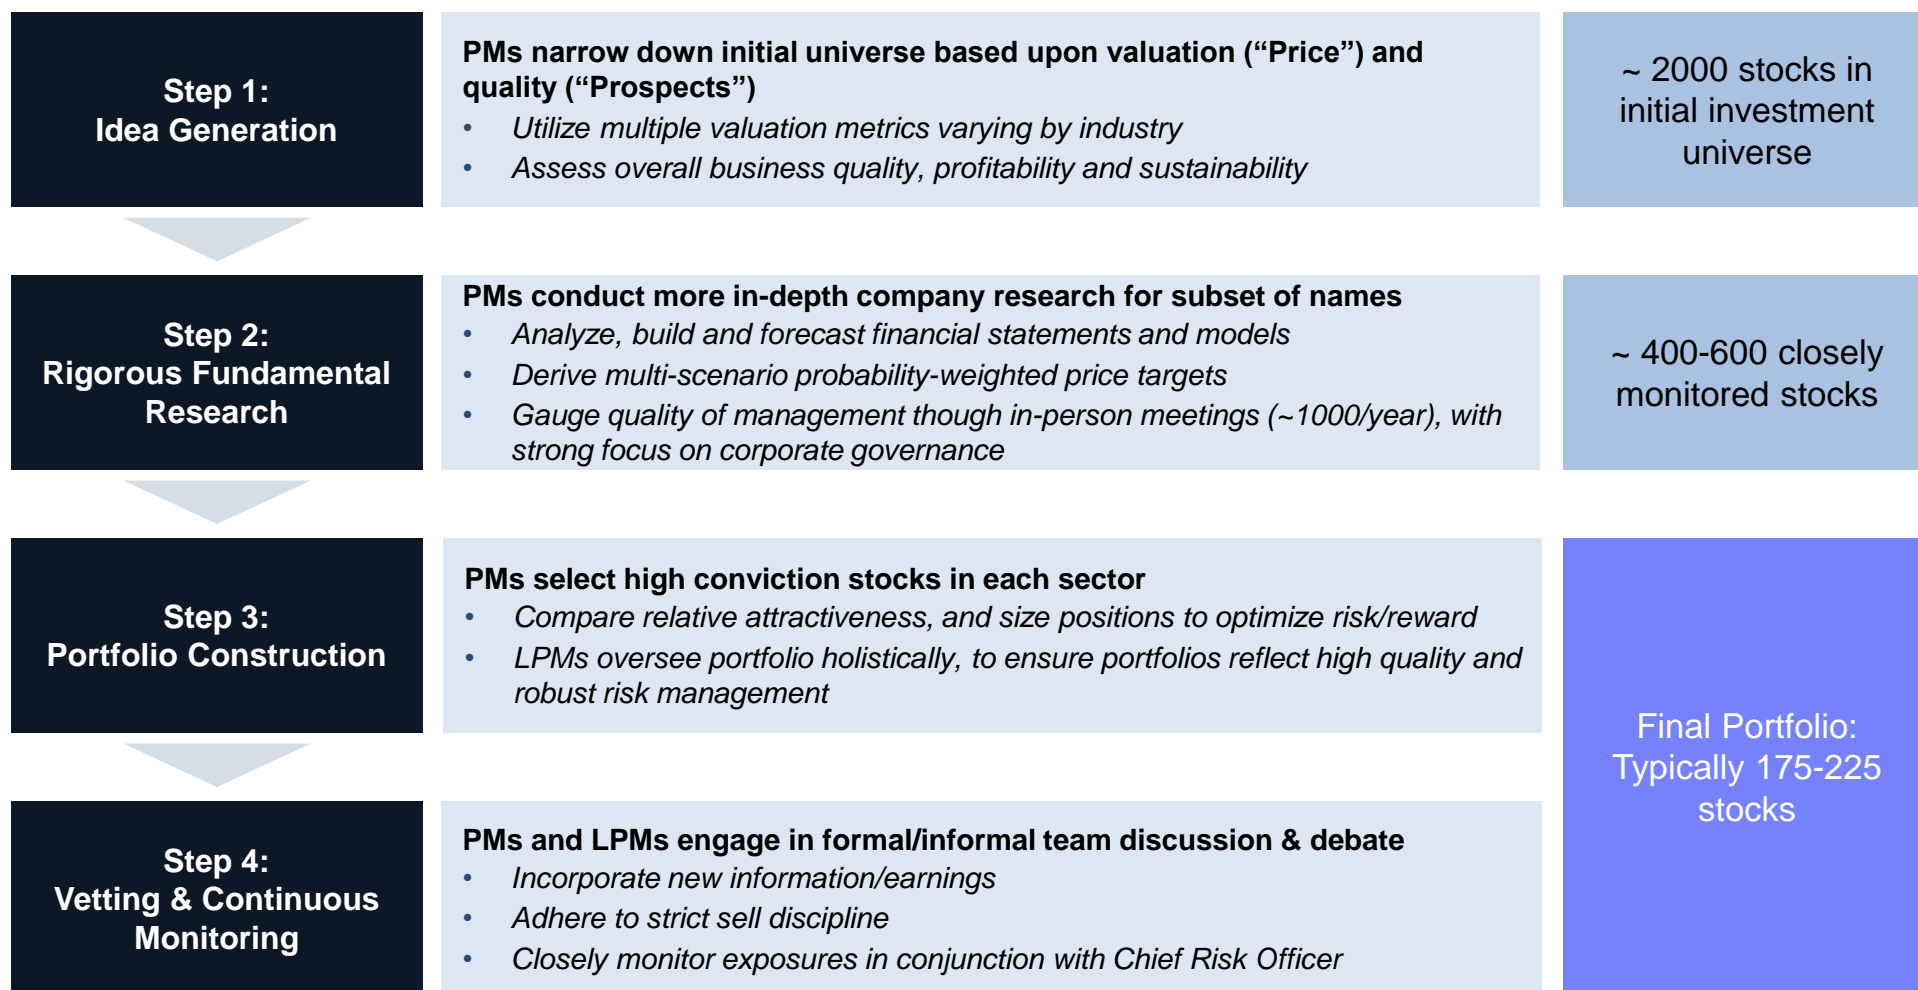 Step 1:
Idea Generation
PMs narrow down initial universe based upon valuation (“Price”) and
quality (“Prospects”)
• Utilize multiple valuation metrics varying by industry
• Assess overall business quality, profitability and sustainability
~ 2000 stocks in
initial investment
universe
Step 2:
Rigorous Fundamental
Research
PMs conduct more in-depth company research for subset of names
• Analyze, build and forecast financial statements and models
• Derive multi-scenario probability-weighted price targets
• Gauge quality of management though in-person meetings (~1000/year), with
strong focus on corporate governance
~ 400-600 closely
monitored stocks
Step 3:
Portfolio Construction
PMs select high conviction stocks in each sector
• Compare relative attractiveness, and size positions to optimize risk/reward
• LPMs oversee portfolio holistically, to ensure portfolios reflect high quality and
robust risk management
Final Portfolio:
Typically 175-225
stocks
Step 4:
Vetting & Continuous
Monitoring
PMs and LPMs engage in formal/informal team discussion & debate
• Incorporate new information/earnings
• Adhere to strict sell discipline
• Closely monitor exposures in conjunction with Chief Risk Officer